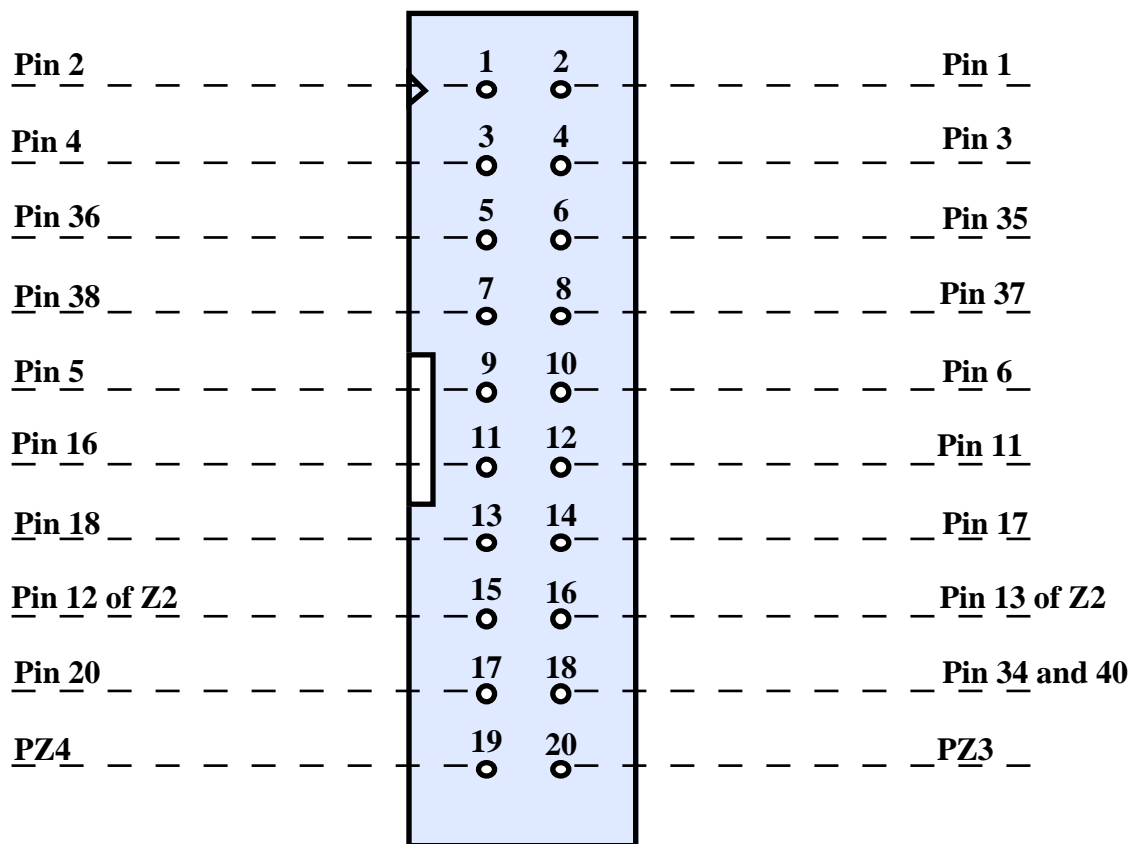 Pin 2 1 2 Pin 1
Pin 4 3 4 Pin 3
Pin 36 5 6 Pin 35
Pin 38 7 8 Pin 37
Pin 5 9 10 Pin 6
Pin 16 11 12 Pin 11
Pin 18 13 14 Pin 17
Pin 12 of Z2 15 16 Pin 13 of Z2
Pin 20 17 18 Pin 34 and 40
PZ4 19 20 PZ3